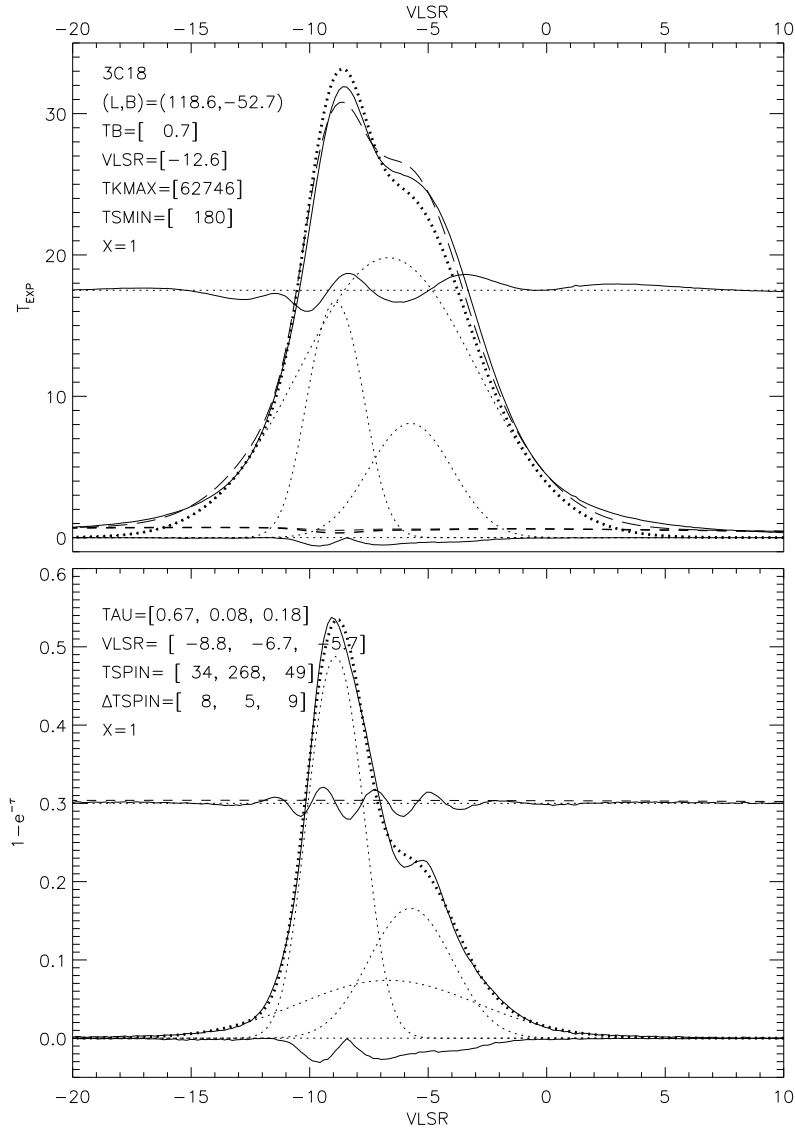 VLSR
−20 −15 −10 −5 0 5 10
3C18
(L,B)=(118.6,−52.7)
TB=[ 0.7]
VLSR=[−12.6]
TKMAX=[62746]
TSMIN=[ 180]
X=1
30
20
10
0
T_EXP
0.6
0.5
0.4
0.3
0.2
0.1
0.0
1−e^−τ
TAU=[0.67, 0.08, 0.18]
VLSR= [ −8.8, −6.7, −5.7]
TSPIN= [ 34, 268, 49]
ΔTSPIN=[ 8, 5, 9]
X=1
−20 −15 −10 −5 0 5 10
VLSR